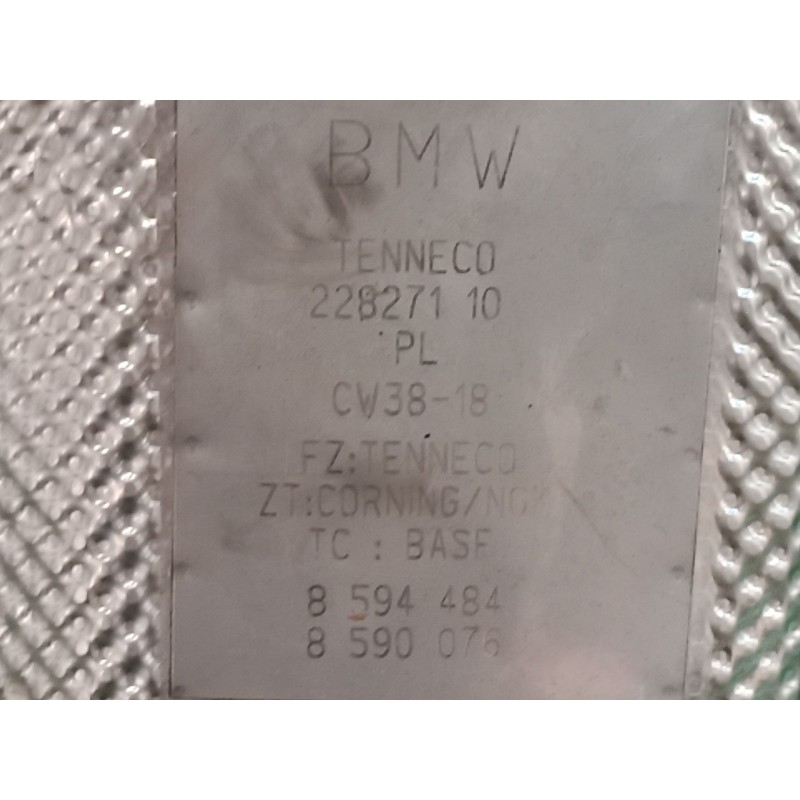 BMW
TENNECO
228271 10
PL
CW38-18
FZ:TENNECO
ZT:CORNING/NGK
TC : BASF
8 594 484
8 590 076